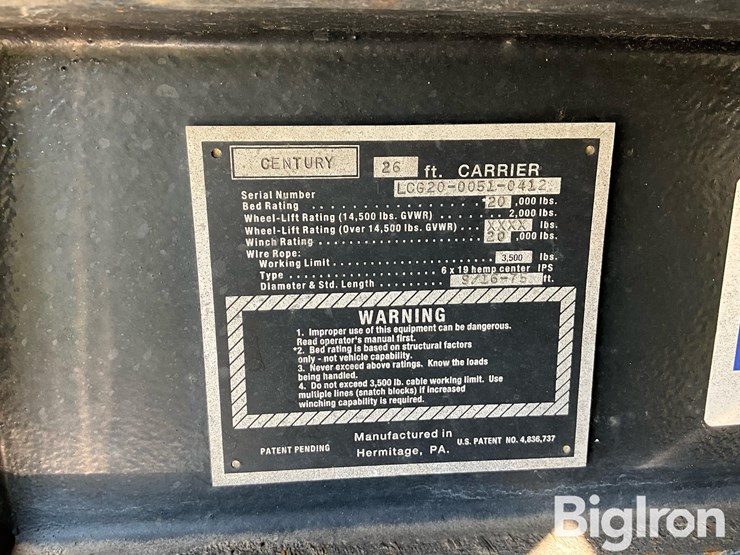 CENTURY 26 ft. CARRIER
Serial Number LCG20-0051-0412
Bed Rating . . . . . . . . . . . . . . . . . . . 20 ,000 lbs.
Wheel-Lift Rating (14,500 lbs. GVWR) . . . . . . 2,000 lbs.
Wheel-Lift Rating (Over 14,500 lbs. GVWR) . . . . XXXX lbs.
Winch Rating . . . . . . . . . . . . . . . . . . 20 ,000 lbs.
Wire Rope:
Working Limit . . . . . . . . . . . . . . . . . 3,500 lbs.
Type . . . . . . . . . . . . . . 6 x 19 hemp center IPS
Diameter & Std. Length . . . . . . . . . 9/16-75 ft.
WARNING
1. Improper use of this equipment can be dangerous.
Read operator's manual first.
*2. Bed rating is based on structural factors
only - not vehicle capability.
3. Never exceed above ratings. Know the loads
being handled.
4. Do not exceed 3,500 lb. cable working limit. Use
multiple lines (snatch blocks) if increased
winching capability is required.
PATENT PENDING Manufactured in U.S. PATENT NO. 4,836,737
Hermitage, PA.
BigIron